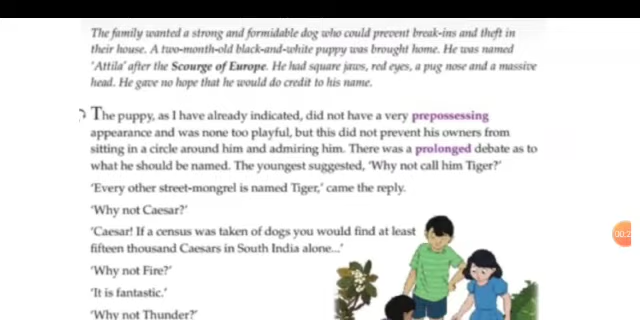 The family wanted a strong and formidable dog who could prevent break-ins and theft in
their house. A two-month-old black-and-white puppy was brought home. He was named
‘Attila’ after the Scourge of Europe. He had square jaws, red eyes, a pug nose and a massive
head. He gave no hope that he would do credit to his name.
The puppy, as I have already indicated, did not have a very prepossessing
appearance and was none too playful, but this did not prevent his owners from
sitting in a circle around him and admiring him. There was a prolonged debate as to
what he should be named. The youngest suggested, ‘Why not call him Tiger?’
‘Every other street-mongrel is named Tiger,’ came the reply.
‘Why not Caesar?’
‘Caesar! If a census was taken of dogs you would find at least
fifteen thousand Caesars in South India alone...’
‘Why not Fire?’
‘It is fantastic.’
‘Why not Thunder?’